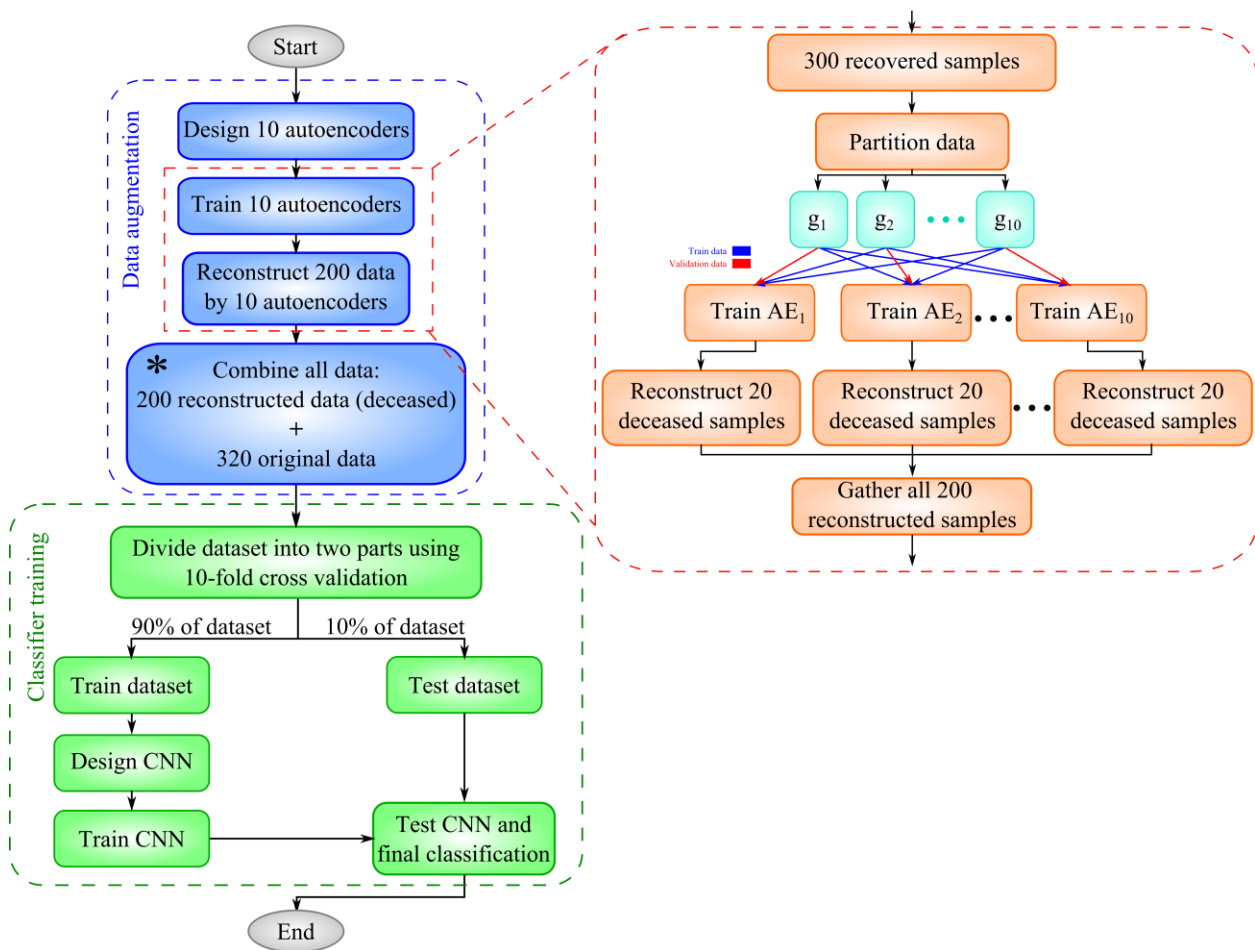 Start
Data augmentation
Design 10 autoencoders
Train 10 autoencoders
Reconstruct 200 data
by 10 autoencoders
*
Combine all data:
200 reconstructed data (deceased)
+
320 original data
Classifier training
Divide dataset into two parts using
10-fold cross validation
90% of dataset
10% of dataset
Train dataset
Test dataset
Design CNN
Train CNN
Test CNN and
final classification
End
300 recovered samples
Partition data
g1
g2
g10
Train data
Validation data
Train AE1
Train AE2
Train AE10
Reconstruct 20
deceased samples
Reconstruct 20
deceased samples
Reconstruct 20
deceased samples
Gather all 200
reconstructed samples